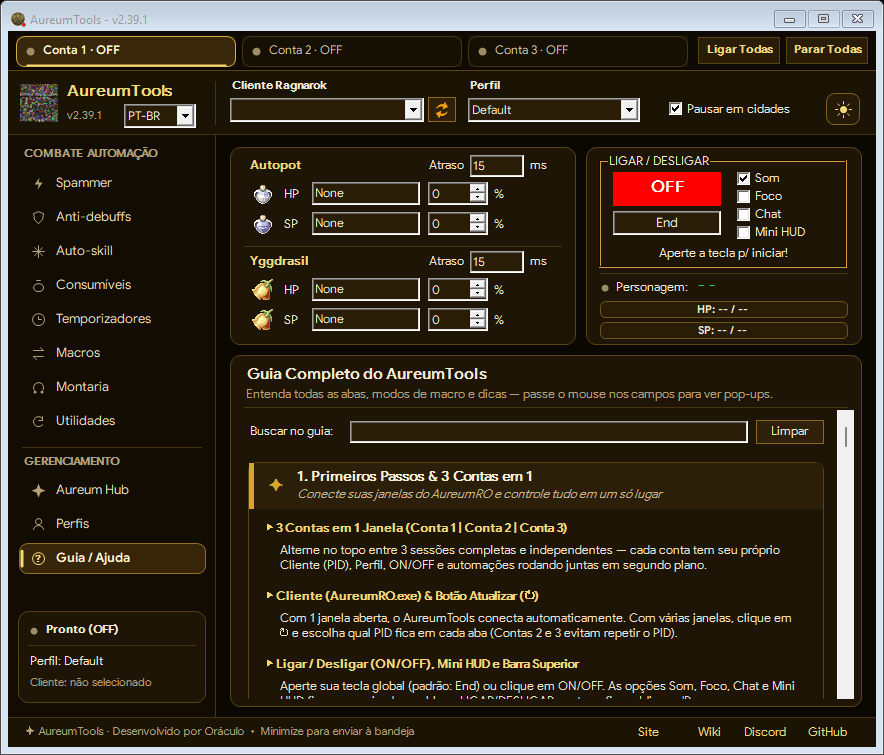 AureumTools - v2.39.1
Conta 1 · OFF
Conta 2 · OFF
Conta 3 · OFF
Ligar Todas
Parar Todas
AureumTools
v2.39.1
PT-BR
Cliente Ragnarok
Perfil
Default
Pausar em cidades
COMBATE AUTOMAÇÃO
Spammer
Anti-debuffs
Auto-skill
Consumíveis
Temporizadores
Macros
Montaria
Utilidades
GERENCIAMENTO
Aureum Hub
Perfis
Guia / Ajuda
Pronto (OFF)
Perfil: Default
Cliente: não selecionado
Autopot
Atraso 15 ms
HP None 0 %
SP None 0 %
Yggdrasil
Atraso 15 ms
HP None 0 %
SP None 0 %
LIGAR / DESLIGAR
OFF
End
Som
Foco
Chat
Mini HUD
Aperte a tecla p/ iniciar!
Personagem: - -
HP: -- / --
SP: -- / --
Guia Completo do AureumTools
Entenda todas as abas, modos de macro e dicas — passe o mouse nos campos para ver pop-ups.
Buscar no guia:
Limpar
1. Primeiros Passos & 3 Contas em 1
Conecte suas janelas do AureumRO e controle tudo em um só lugar
3 Contas em 1 Janela (Conta 1 | Conta 2 | Conta 3)
Alterne no topo entre 3 sessões completas e independentes — cada conta tem seu próprio
Cliente (PID), Perfil, ON/OFF e automações rodando juntas em segundo plano.
Cliente (AureumRO.exe) & Botão Atualizar (↻)
Com 1 janela aberta, o AureumTools conecta automaticamente. Com várias janelas, clique em
↻ e escolha qual PID fica em cada aba (Contas 2 e 3 evitam repetir o PID).
Ligar / Desligar (ON/OFF), Mini HUD e Barra Superior
Aperte sua tecla global (padrão: End) ou clique em ON/OFF. As opções Som, Foco, Chat e Mini
AureumTools · Desenvolvido por Oráculo • Minimize para enviar à bandeja
Site
Wiki
Discord
GitHub